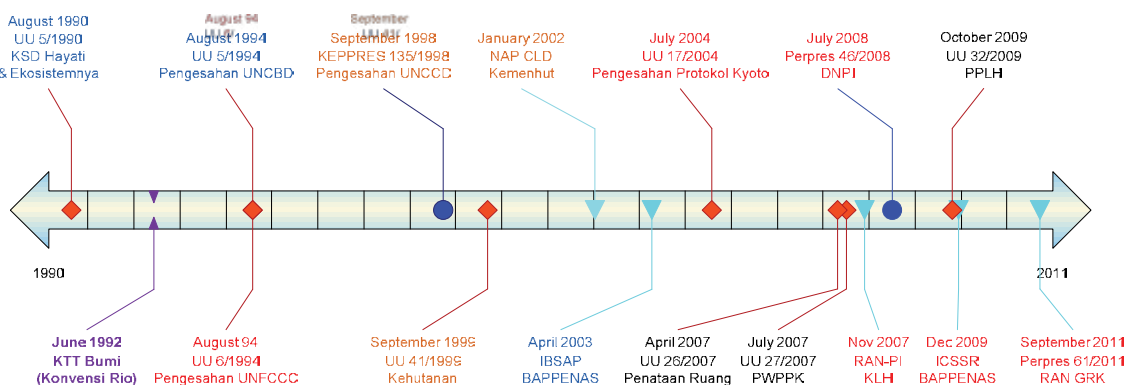 August 1990
UU 5/1990
KSD Hayati
& Ekosistemnya
August 94
August 1994
UU 5/1994
Pengesahan UNCBD
September
September 1998
KEPPRES 135/1998
Pengesahan UNCCD
January 2002
NAP CLD
Kemenhut
July 2004
UU 17/2004
Pengesahan Protokol Kyoto
July 2008
Perpres 46/2008
DNPI
October 2009
UU 32/2009
PPLH
1990
2011
June 1992
KTT Bumi
(Konvensi Rio)
August 94
UU 6/1994
Pengesahan UNFCCC
September 1999
UU 41/1999
Kehutanan
April 2003
IBSAP
BAPPENAS
April 2007
UU 26/2007
Penataan Ruang
July 2007
UU 27/2007
PWPPK
Nov 2007
RAN-PI
KLH
Dec 2009
ICSSR
BAPPENAS
September 2011
Perpres 61/2011
RAN GRK